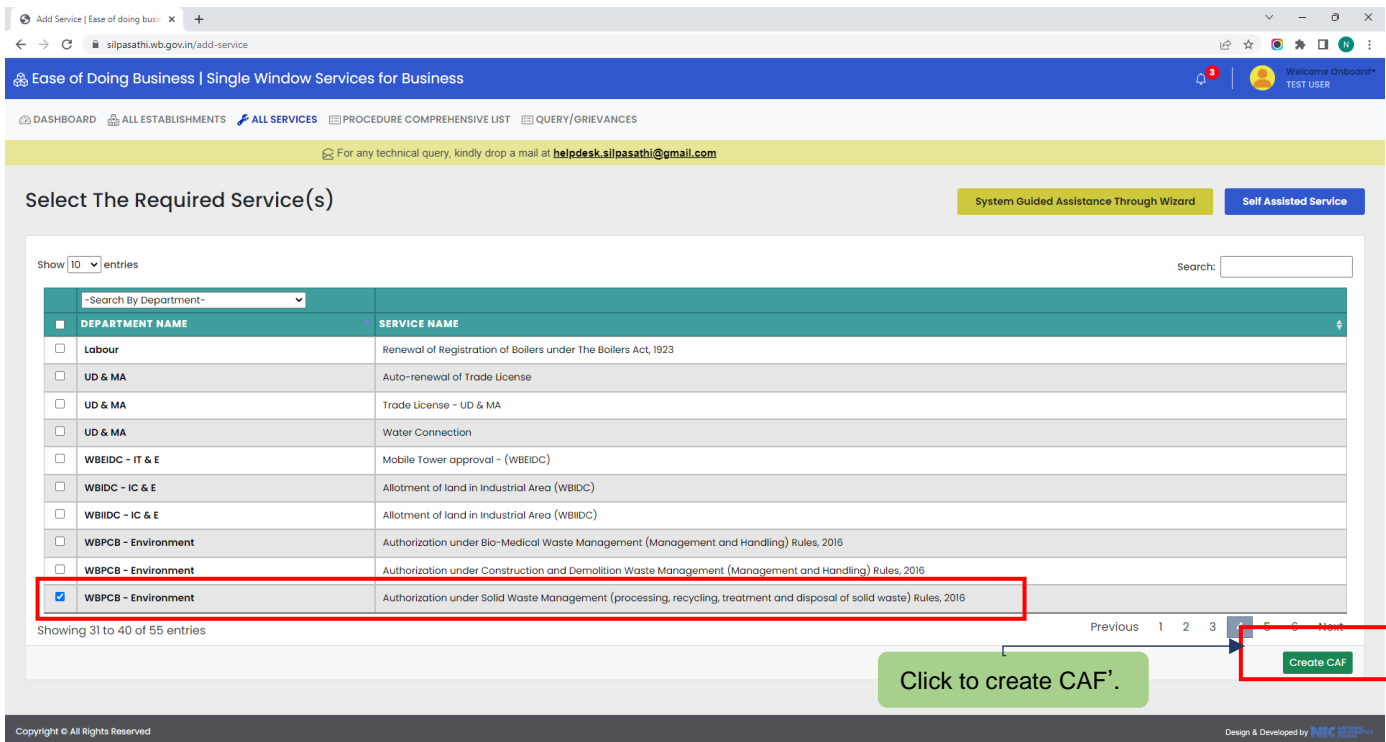 Add Service | Ease of doing busin
silpasathi.wb.gov.in/add-service
N
Ease of Doing Business | Single Window Services for Business
3
Welcome Onboard
TEST USER
DASHBOARD ALL ESTABLISHMENTS ALL SERVICES PROCEDURE COMPREHENSIVE LIST QUERY/GRIEVANCES
For any technical query, kindly drop a mail at helpdesk.silpasathi@gmail.com
Select The Required Service(s)
System Guided Assistance Through Wizard Self Assisted Service
Show 10 entries Search:
-Search By Department-
DEPARTMENT NAME SERVICE NAME
Labour Renewal of Registration of Boilers under The Boilers Act, 1923
UD & MA Auto-renewal of Trade License
UD & MA Trade License - UD & MA
UD & MA Water Connection
WBEIDC - IT & E Mobile Tower approval - (WBEIDC)
WBIDC - IC & E Allotment of land in Industrial Area (WBIDC)
WBIIDC - IC & E Allotment of land in Industrial Area (WBIIDC)
WBPCB - Environment Authorization under Bio-Medical Waste Management (Management and Handling) Rules, 2016
WBPCB - Environment Authorization under Construction and Demolition Waste Management (Management and Handling) Rules, 2016
WBPCB - Environment Authorization under Solid Waste Management (processing, recycling, treatment and disposal of solid waste) Rules, 2016
Showing 31 to 40 of 55 entries Previous 1 2 3 4 5 6 Next
Create CAF
Click to create CAF’.
Copyright © All Rights Reserved Design & Developed by NIC NATIONAL INFORMATICS CENTRE